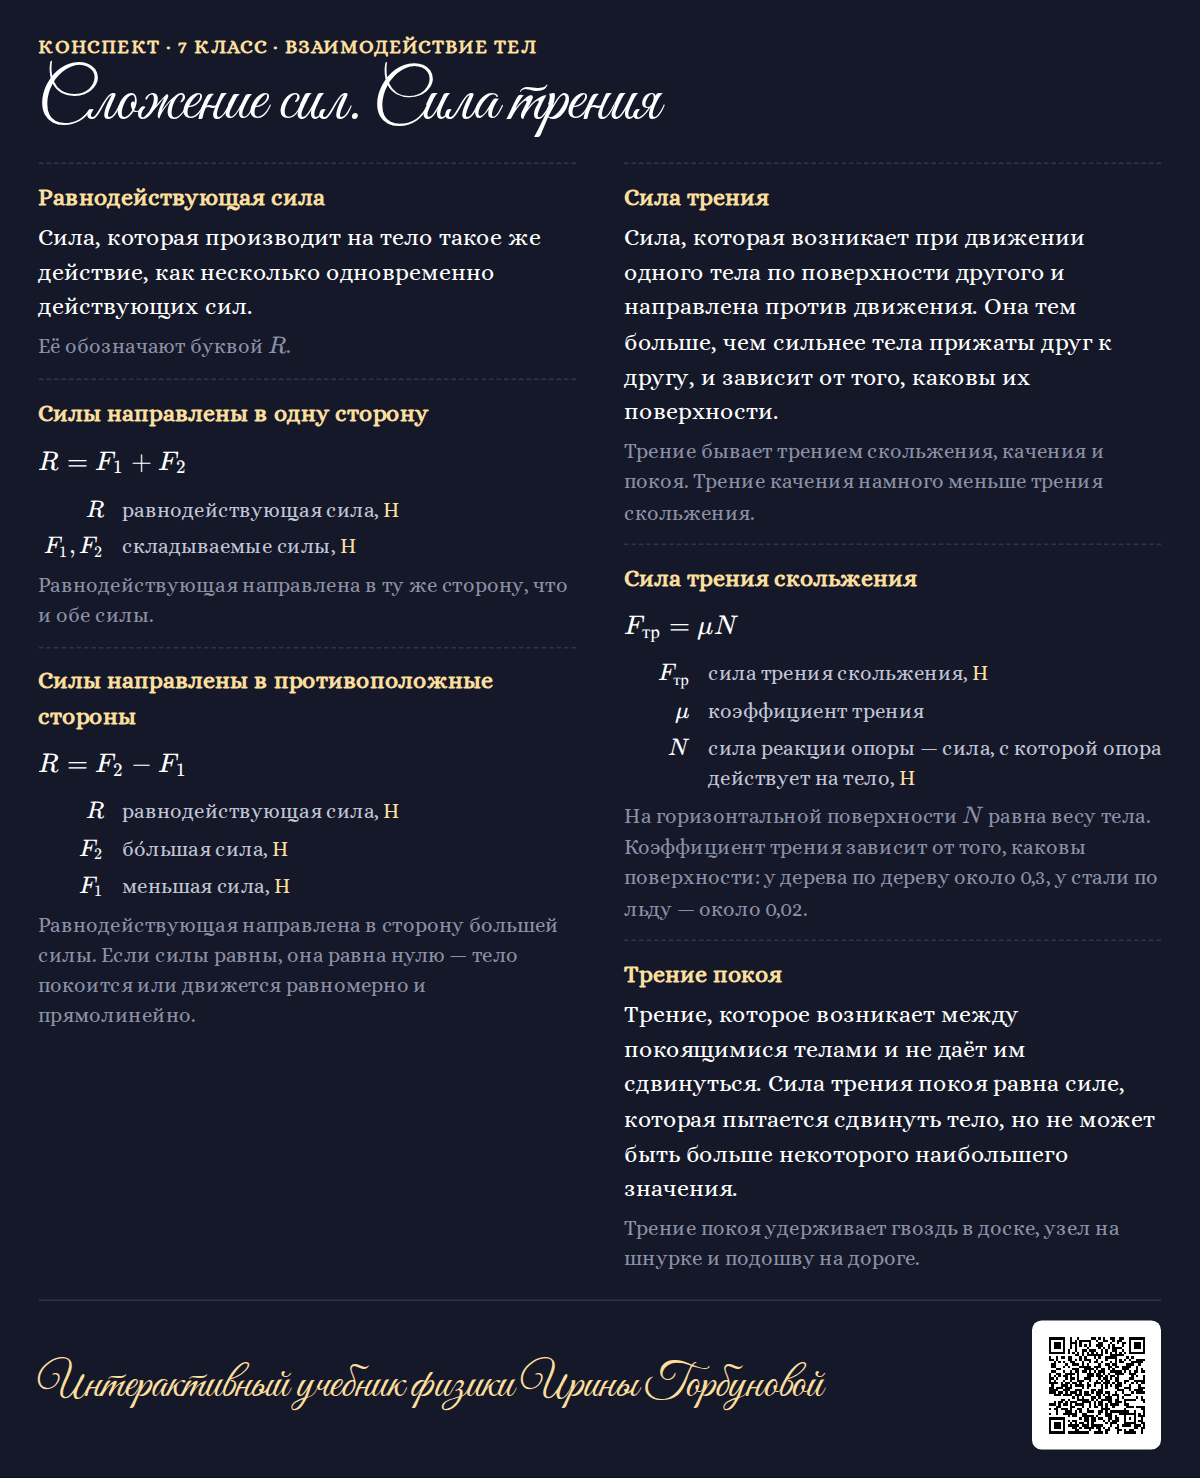 КОНСПЕКТ · 7 КЛАСС · ВЗАИМОДЕЙСТВИЕ ТЕЛ
Сложение сил. Сила трения
Равнодействующая сила
Сила, которая производит на тело такое же
действие, как несколько одновременно
действующих сил.
Её обозначают буквой R.
Силы направлены в одну сторону
R = F₁ + F₂
R равнодействующая сила, Н
F₁, F₂ складываемые силы, Н
Равнодействующая направлена в ту же сторону, что
и обе силы.
Силы направлены в противоположные
стороны
R = F₂ − F₁
R равнодействующая сила, Н
F₂ бо́льшая сила, Н
F₁ меньшая сила, Н
Равнодействующая направлена в сторону большей
силы. Если силы равны, она равна нулю — тело
покоится или движется равномерно и
прямолинейно.
Сила трения
Сила, которая возникает при движении
одного тела по поверхности другого и
направлена против движения. Она тем
больше, чем сильнее тела прижаты друг к
другу, и зависит от того, каковы их
поверхности.
Трение бывает трением скольжения, качения и
покоя. Трение качения намного меньше трения
скольжения.
Сила трения скольжения
Fтр = μN
Fтр сила трения скольжения, Н
μ коэффициент трения
N сила реакции опоры — сила, с которой опора
действует на тело, Н
На горизонтальной поверхности N равна весу тела.
Коэффициент трения зависит от того, каковы
поверхности: у дерева по дереву около 0,3, у стали по
льду — около 0,02.
Трение покоя
Трение, которое возникает между
покоящимися телами и не даёт им
сдвинуться. Сила трения покоя равна силе,
которая пытается сдвинуть тело, но не может
быть больше некоторого наибольшего
значения.
Трение покоя удерживает гвоздь в доске, узел на
шнурке и подошву на дороге.
Интерактивный учебник физики Ирины Горбуновой